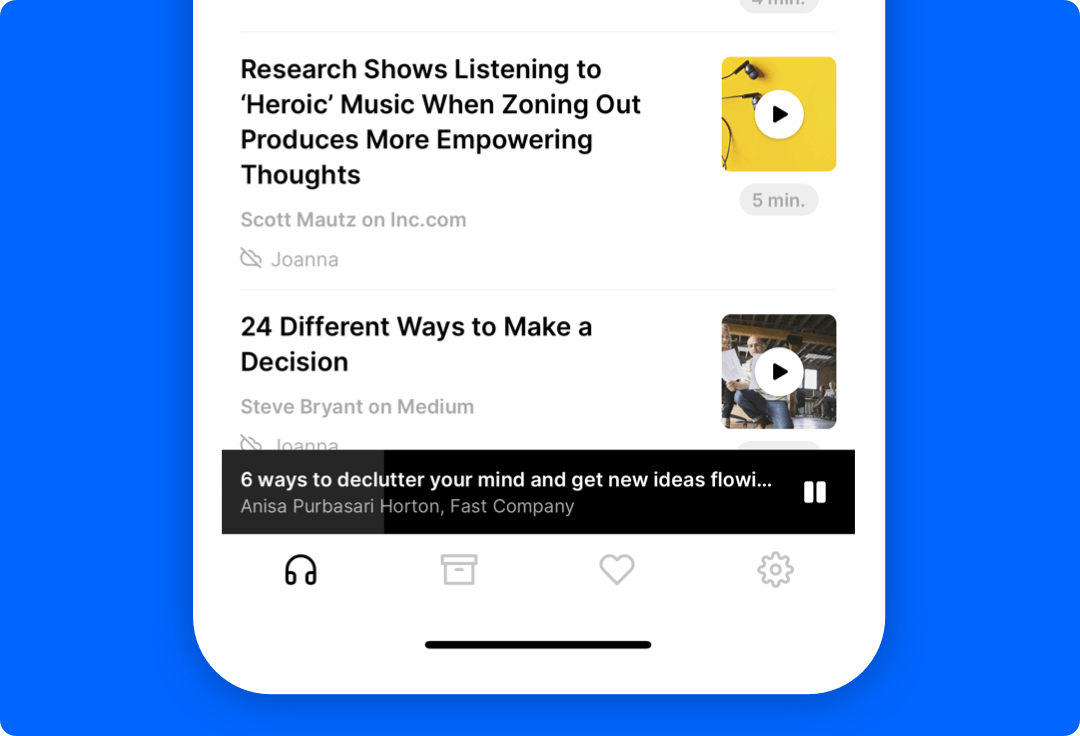 4 min.
Research Shows Listening to
‘Heroic’ Music When Zoning Out
Produces More Empowering
Thoughts
5 min.
Scott Mautz on Inc.com
Joanna
24 Different Ways to Make a
Decision
Steve Bryant on Medium
Joanna
6 ways to declutter your mind and get new ideas flowi...
Anisa Purbasari Horton, Fast Company